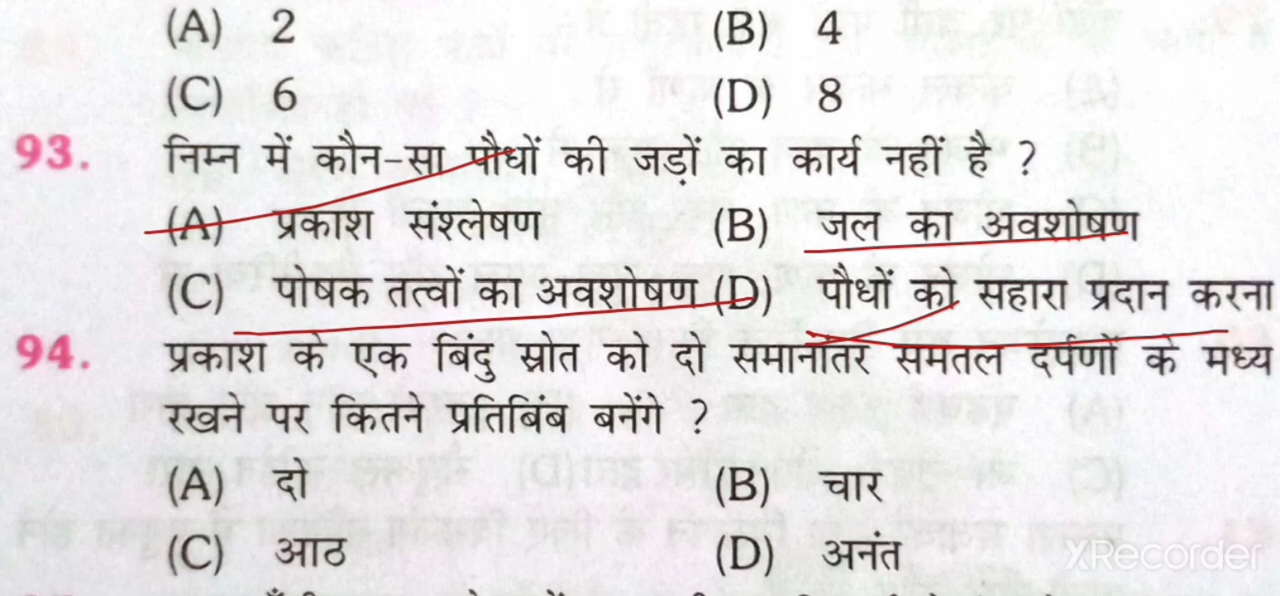 (A) 2 (B) 4
(C) 6 (D) 8
93. निम्न में कौन-सा पौधों की जड़ों का कार्य नहीं है ?
(A) प्रकाश संश्लेषण (B) जल का अवशोषण
(C) पोषक तत्वों का अवशोषण (D) पौधों को सहारा प्रदान करना
94. प्रकाश के एक बिंदु स्रोत को दो समानांतर समतल दर्पणों के मध्य
रखने पर कितने प्रतिबिंब बनेंगे ?
(A) दो (B) चार
(C) आठ (D) अनंत
XRecorder